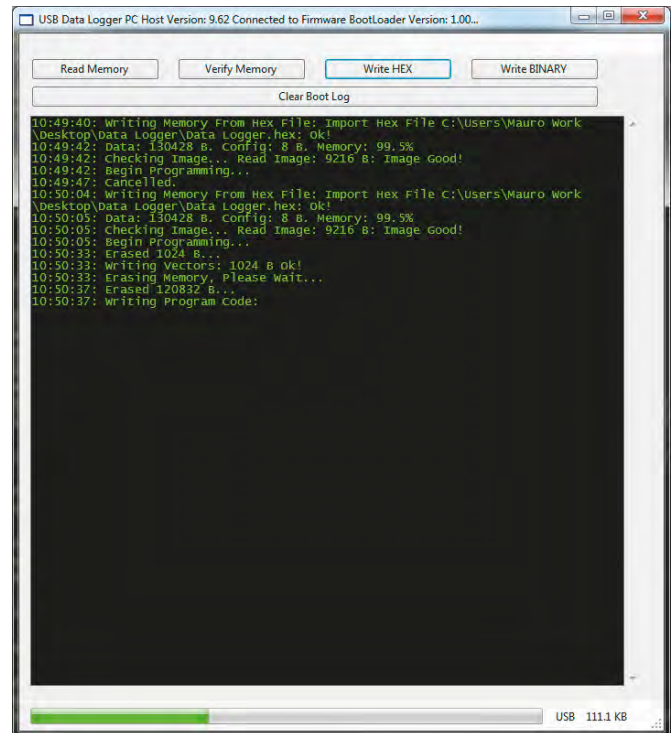 USB Data Logger PC Host Version: 9.62 Connected to Firmware BootLoader Version: 1.00...
Read Memory Verify Memory Write HEX Write BINARY
Clear Boot Log
10:49:40: Writing Memory From Hex File: Import Hex File C:\Users\Mauro Work
\Desktop\Data Logger\Data Logger.hex: Ok!
10:49:42: Data: 130428 B. Config: 8 B. Memory: 99.5%
10:49:42: Checking Image... Read Image: 9216 B: Image Good!
10:49:42: Begin Programming...
10:49:47: Cancelled.
10:50:04: Writing Memory From Hex File: Import Hex File C:\Users\Mauro Work
\Desktop\Data Logger\Data Logger.hex: Ok!
10:50:05: Data: 130428 B. Config: 8 B. Memory: 99.5%
10:50:05: Checking Image... Read Image: 9216 B: Image Good!
10:50:05: Begin Programming...
10:50:33: Erased 1024 B...
10:50:33: Writing Vectors: 1024 B Ok!
10:50:33: Erasing Memory, Please Wait...
10:50:37: Erased 120832 B...
10:50:37: Writing Program Code:
USB 111.1 KB